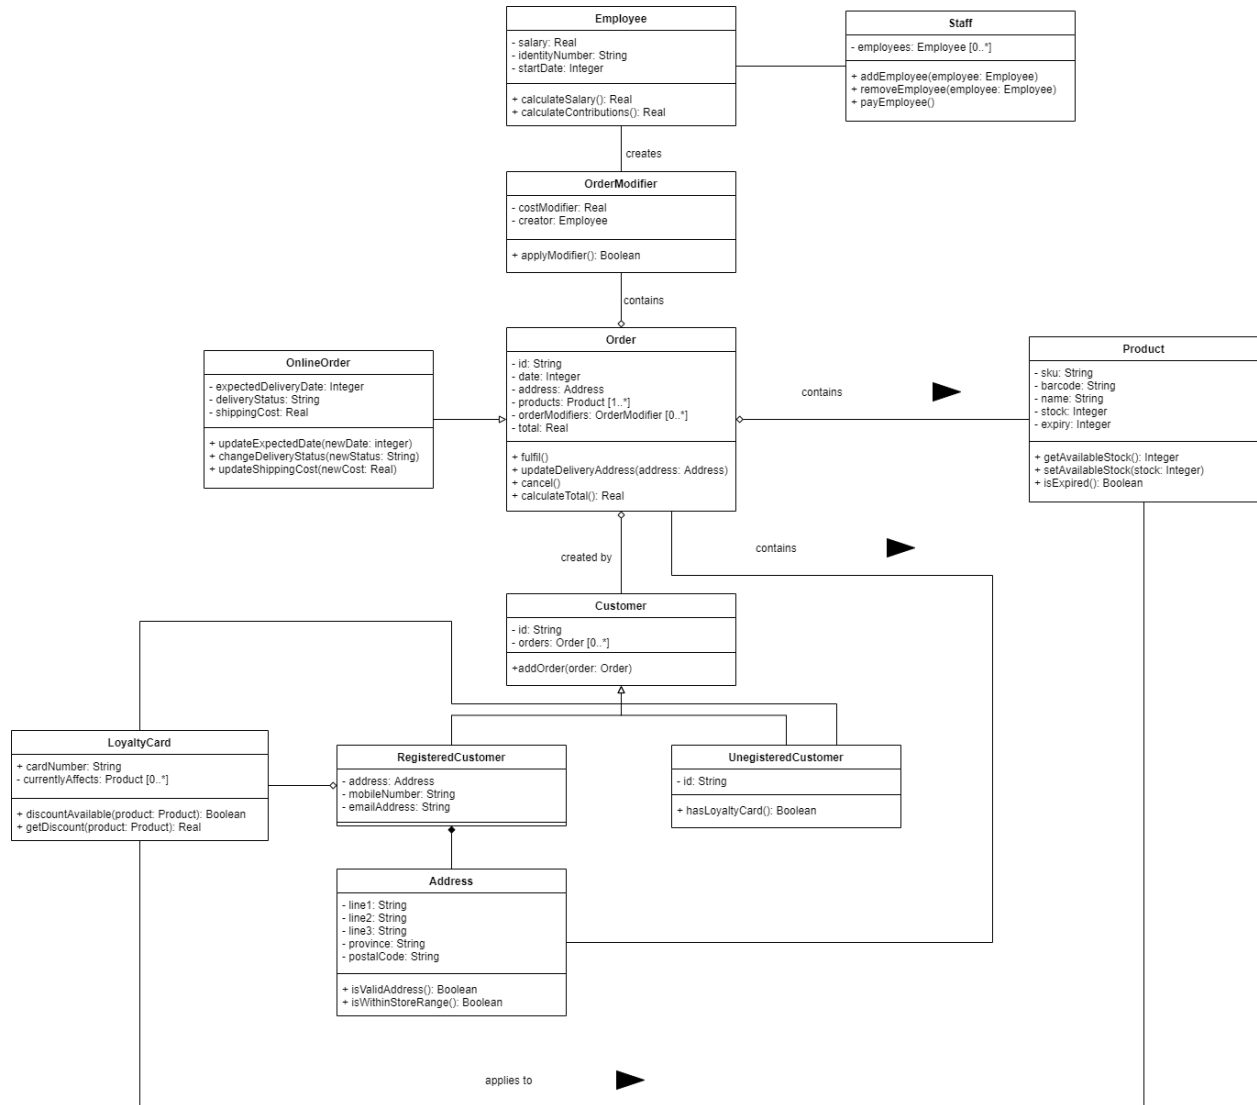 Employee
- salary: Real
- identityNumber: String
- startDate: Integer
+ calculateSalary(): Real
+ calculateContributions(): Real
Staff
- employees: Employee [0..*]
+ addEmployee(employee: Employee)
+ removeEmployee(employee: Employee)
+ payEmployee()
creates
OrderModifier
- costModifier: Real
- creator: Employee
+ applyModifier(): Boolean
contains
OnlineOrder
- expectedDeliveryDate: Integer
- deliveryStatus: String
- shippingCost: Real
+ updateExpectedDate(newDate: integer)
+ changeDeliveryStatus(newStatus: String)
+ updateShippingCost(newCost: Real)
Order
- id: String
- date: Integer
- address: Address
- products: Product [1..*]
- orderModifiers: OrderModifier [0..*]
- total: Real
+ fulfil()
+ updateDeliveryAddress(address: Address)
+ cancel()
+ calculateTotal(): Real
contains
Product
- sku: String
- barcode: String
- name: String
- stock: Integer
- expiry: Integer
+ getAvailableStock(): Integer
+ setAvailableStock(stock: Integer)
+ isExpired(): Boolean
created by
contains
Customer
- id: String
- orders: Order [0..*]
+addOrder(order: Order)
LoyaltyCard
+ cardNumber: String
- currentlyAffects: Product [0..*]
+ discountAvailable(product: Product): Boolean
+ getDiscount(product: Product): Real
RegisteredCustomer
- address: Address
- mobileNumber: String
- emailAddress: String
UnegisteredCustomer
- id: String
+ hasLoyaltyCard(): Boolean
Address
- line1: String
- line2: String
- line3: String
- province: String
- postalCode: String
+ isValidAddress(): Boolean
+ isWithinStoreRange(): Boolean
applies to